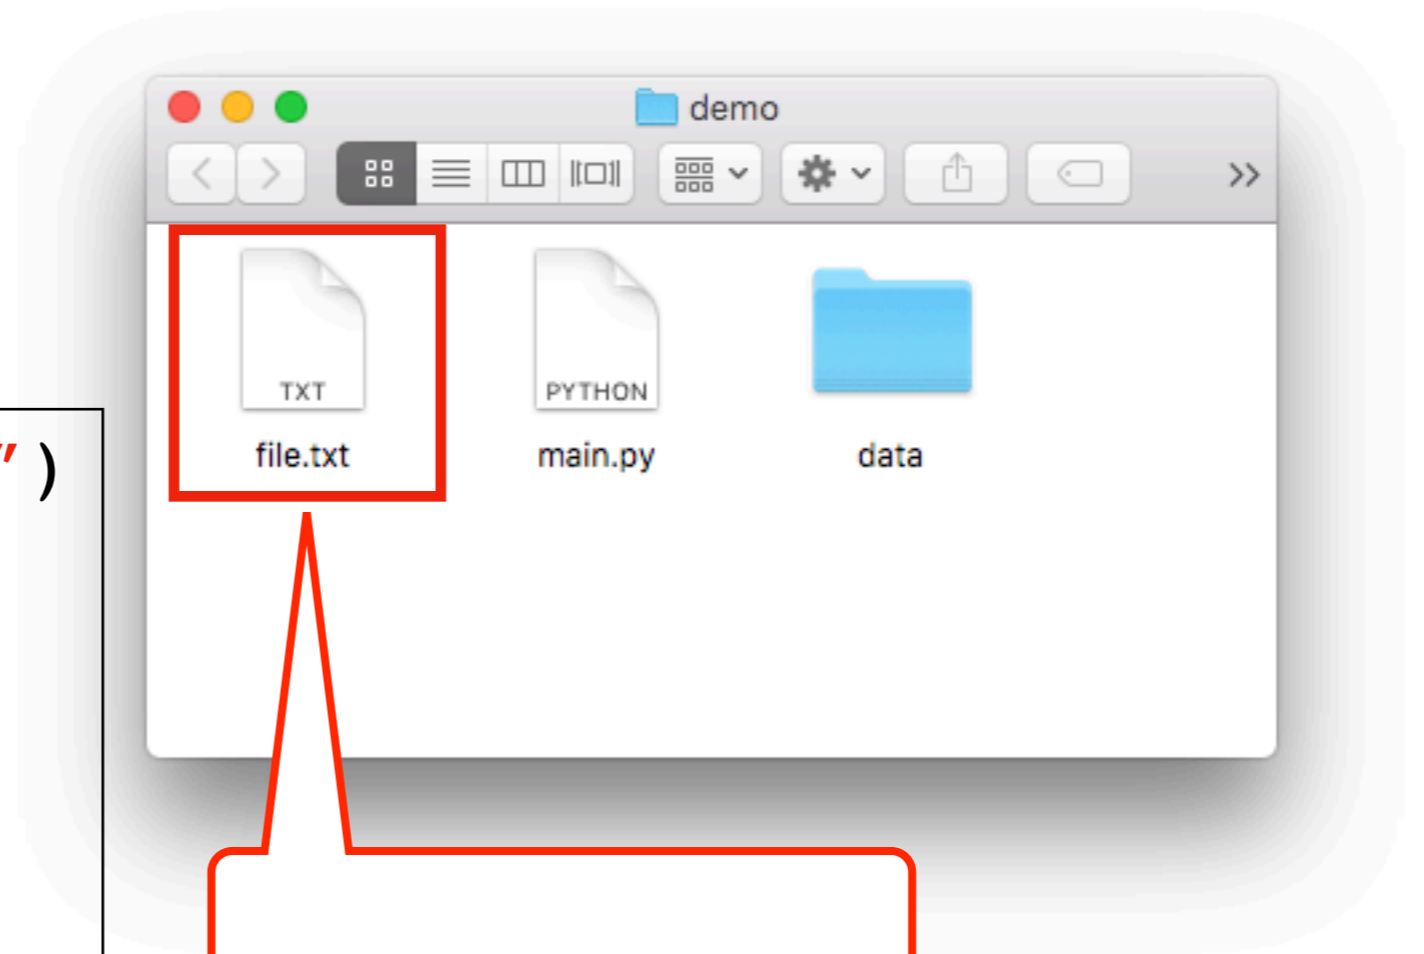 demo
TXT
PYTHON
file.txt
main.py
data
")